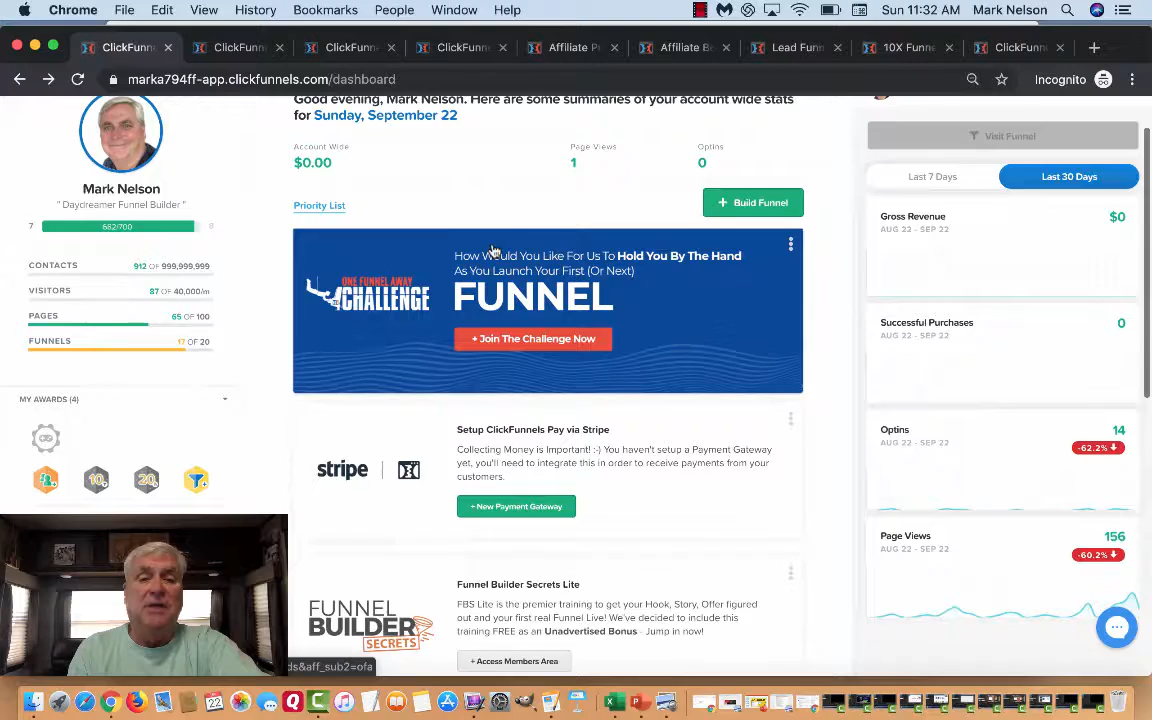 Chrome File Edit View History Bookmarks People Window Help Sun 11:32 AM Mark Nelson
ClickFunn ClickFunn ClickFunn ClickFunn Affiliate P Affiliate B Lead Funn 10X Funn ClickFunn
marka794ff-app.clickfunnels.com/dashboard Incognito
Good evening, Mark Nelson. Here are some summaries of your account wide stats
for Sunday, September 22
Account Wide Page Views Optins
$0.00 1 0
Priority List + Build Funnel
Mark Nelson
" Daydreamer Funnel Builder "
7 682/700 8
CONTACTS 912 OF 999,999,999
VISITORS 87 OF 40,000/m
PAGES 65 OF 100
FUNNELS 17 OF 20
MY AWARDS (4)
10
20
ONE FUNNEL AWAY
CHALLENGE
How Would You Like For Us To Hold You By The Hand
As You Launch Your First (Or Next)
FUNNEL
+ Join The Challenge Now
stripe
Setup ClickFunnels Pay via Stripe
Collecting Money is Important! :-) You haven't setup a Payment Gateway
yet, you'll need to integrate this in order to receive payments from your
customers.
+ New Payment Gateway
FUNNEL
BUILDER
SECRETS
Funnel Builder Secrets Lite
FBS Lite is the premier training to get your Hook, Story, Offer figured
out and your first real Funnel Live! We've decided to include this
training FREE as an Unadvertised Bonus - Jump in now!
+ Access Members Area
Visit Funnel
Last 7 Days Last 30 Days
Gross Revenue $0
AUG 22 - SEP 22
Successful Purchases 0
AUG 22 - SEP 22
Optins 14
AUG 22 - SEP 22 -62.2%
Page Views 156
AUG 22 - SEP 22 -60.2%
ds&aff_sub2=ofa
22